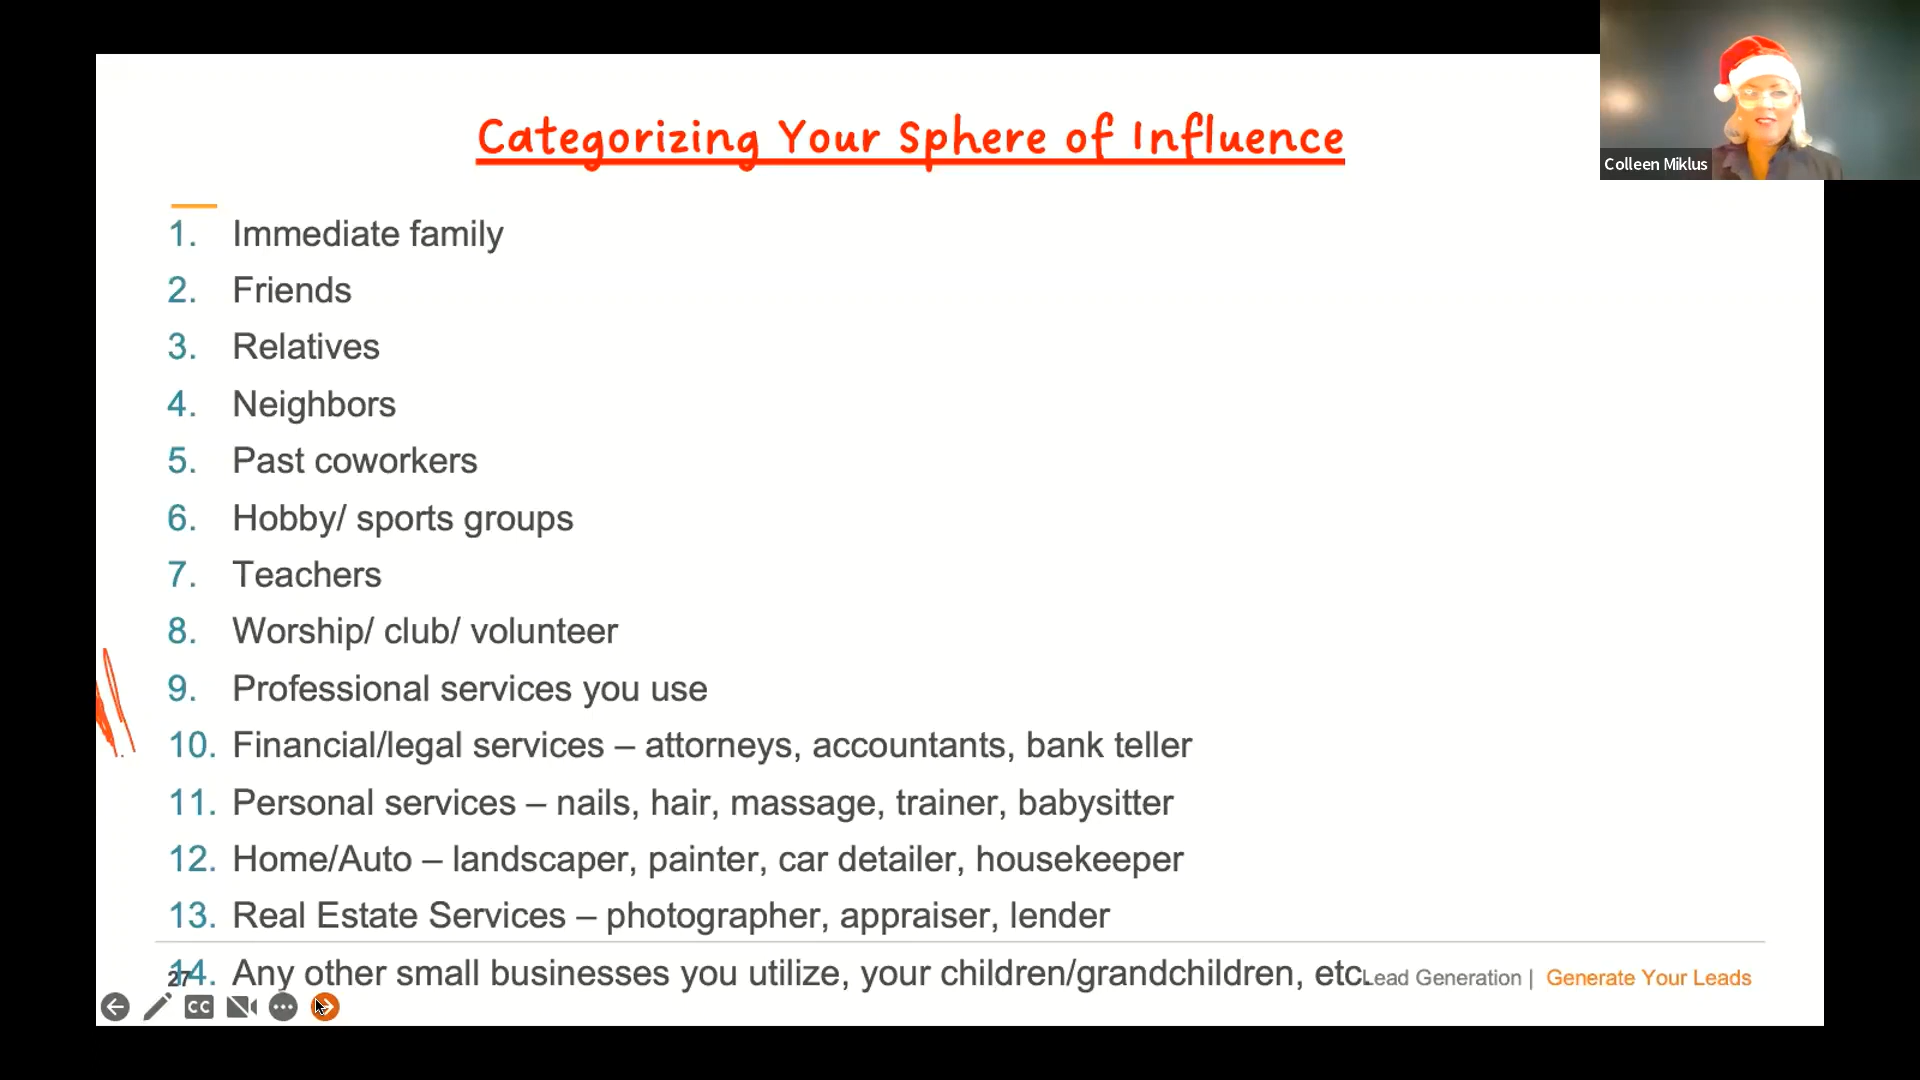 Categorizing Your Sphere of Influence
Colleen Miklus
1. Immediate family
2. Friends
3. Relatives
4. Neighbors
5. Past coworkers
6. Hobby/ sports groups
7. Teachers
8. Worship/ club/ volunteer
9. Professional services you use
10. Financial/legal services – attorneys, accountants, bank teller
11. Personal services – nails, hair, massage, trainer, babysitter
12. Home/Auto – landscaper, painter, car detailer, housekeeper
13. Real Estate Services – photographer, appraiser, lender
14. Any other small businesses you utilize, your children/grandchildren, etc.
27
Lead Generation | Generate Your Leads
CC